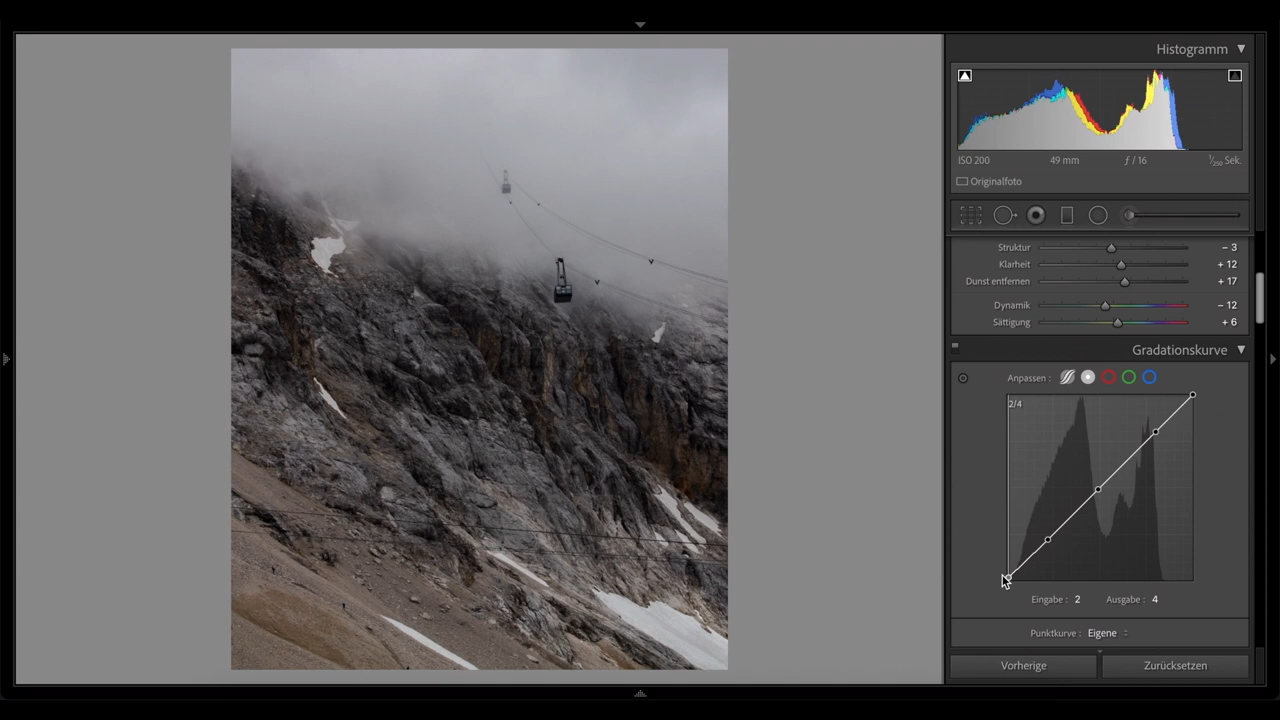 Histogramm
ISO 200 49 mm ƒ / 16 1/250 Sek.
Originalfoto
Struktur − 3
Klarheit + 12
Dunst entfernen + 17
Dynamik − 12
Sättigung + 6
Gradationskurve
Anpassen :
2/4
Eingabe : 2 Ausgabe : 4
Punktkurve : Eigene
Vorherige Zurücksetzen